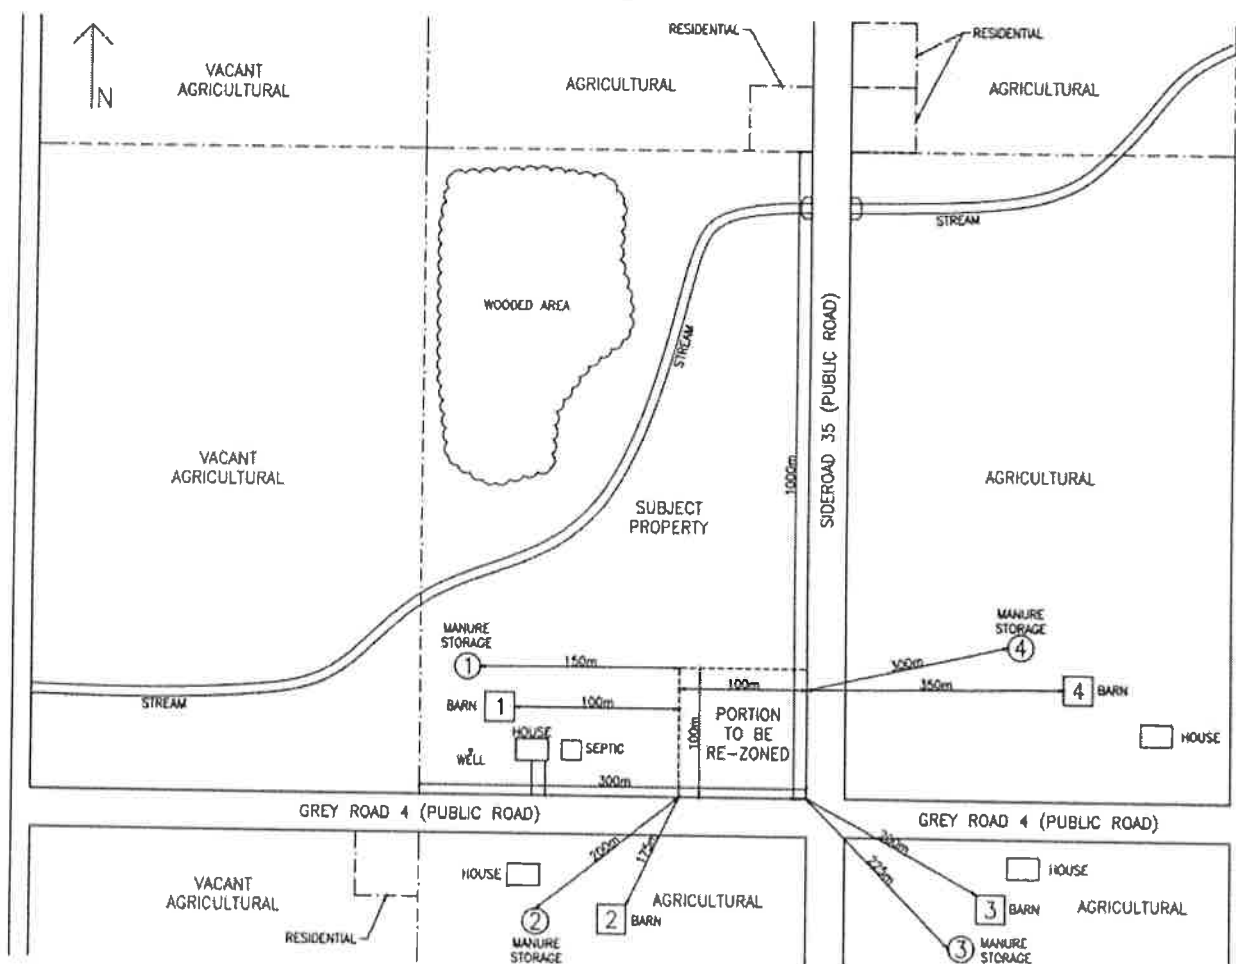 RESIDENTIAL
RESIDENTIAL
N
VACANT
AGRICULTURAL
AGRICULTURAL
AGRICULTURAL
STREAM
WOODED AREA
STREAM
SIDEROAD 35 (PUBLIC ROAD)
1000m
VACANT
AGRICULTURAL
SUBJECT
PROPERTY
AGRICULTURAL
MANURE
STORAGE
1
150m
MANURE
STORAGE
4
300m
STREAM
BARN
1
100m
100m
350m
4
BARN
PORTION
TO BE
RE-ZONED
100m
HOUSE
WELL
SEPTIC
HOUSE
300m
GREY ROAD 4 (PUBLIC ROAD)
GREY ROAD 4 (PUBLIC ROAD)
200m
175m
200m
225m
HOUSE
HOUSE
VACANT
AGRICULTURAL
AGRICULTURAL
AGRICULTURAL
2
2
BARN
3
BARN
RESIDENTIAL
MANURE
STORAGE
3
MANURE
STORAGE